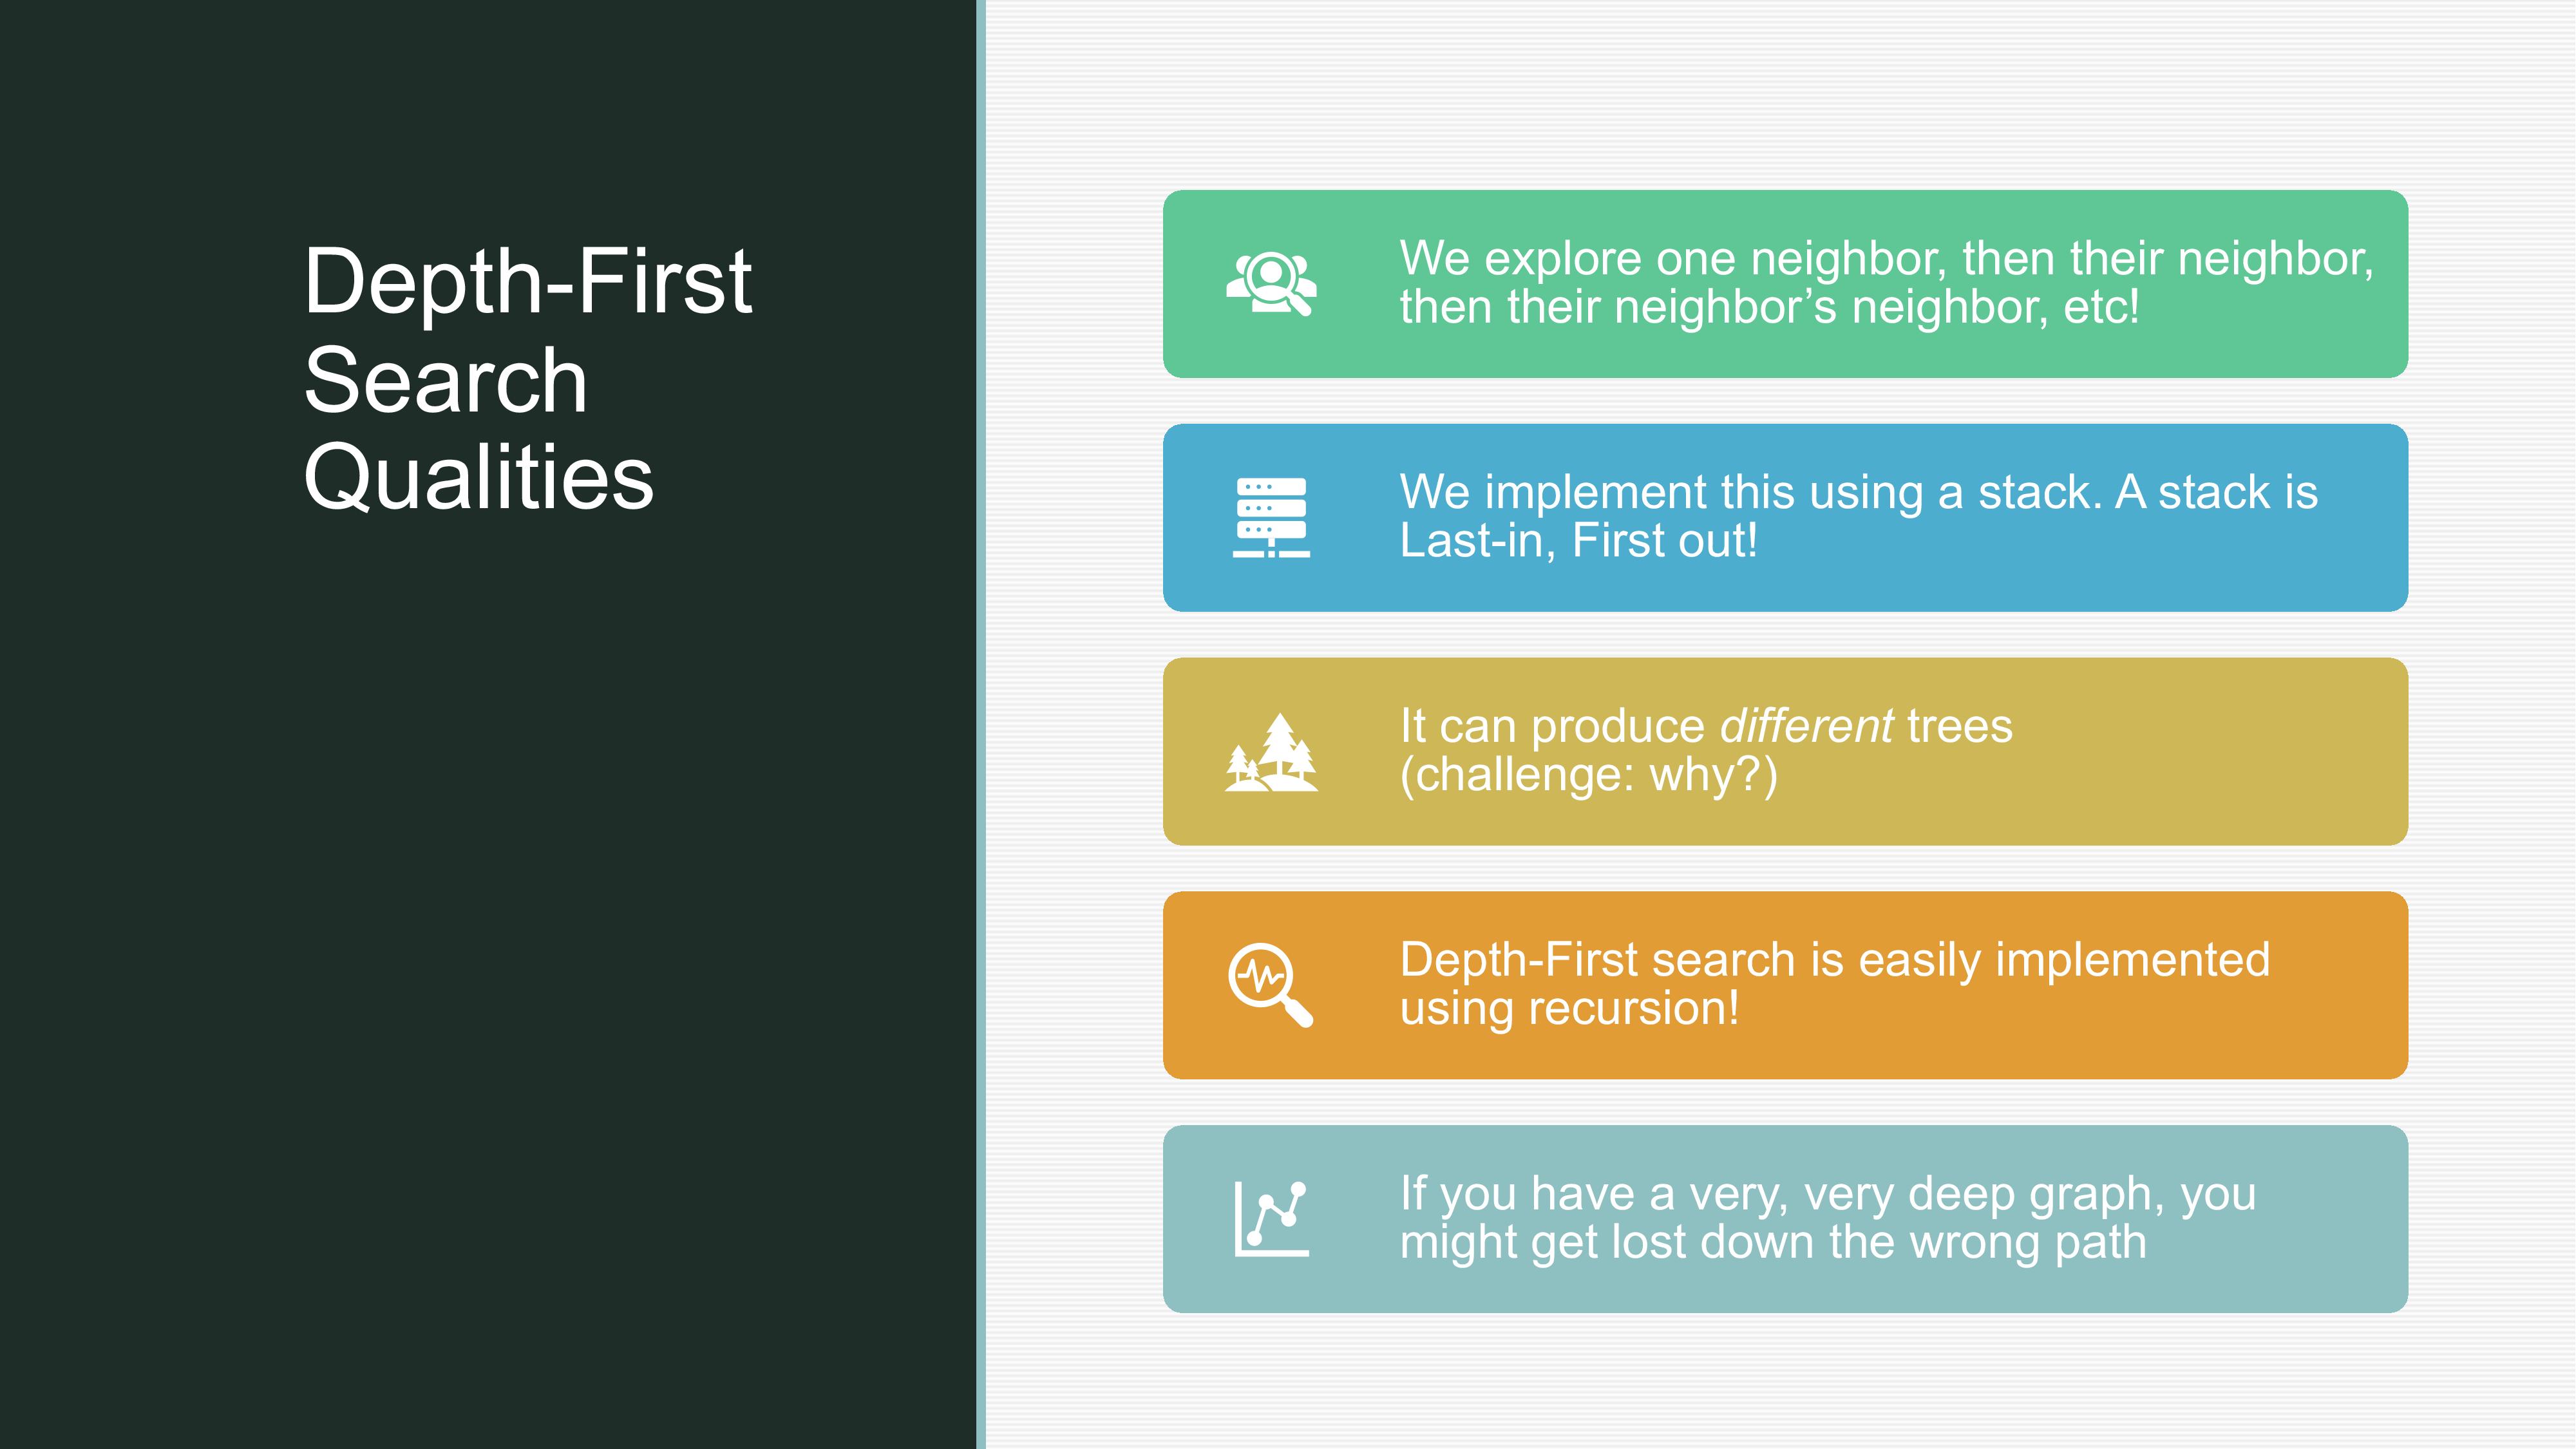 Depth-First
Search
Qualities
We explore one neighbor, then their neighbor,
then their neighbor’s neighbor, etc!
We implement this using a stack. A stack is
Last-in, First out!
It can produce different trees
(challenge: why?)
Depth-First search is easily implemented
using recursion!
If you have a very, very deep graph, you
might get lost down the wrong path